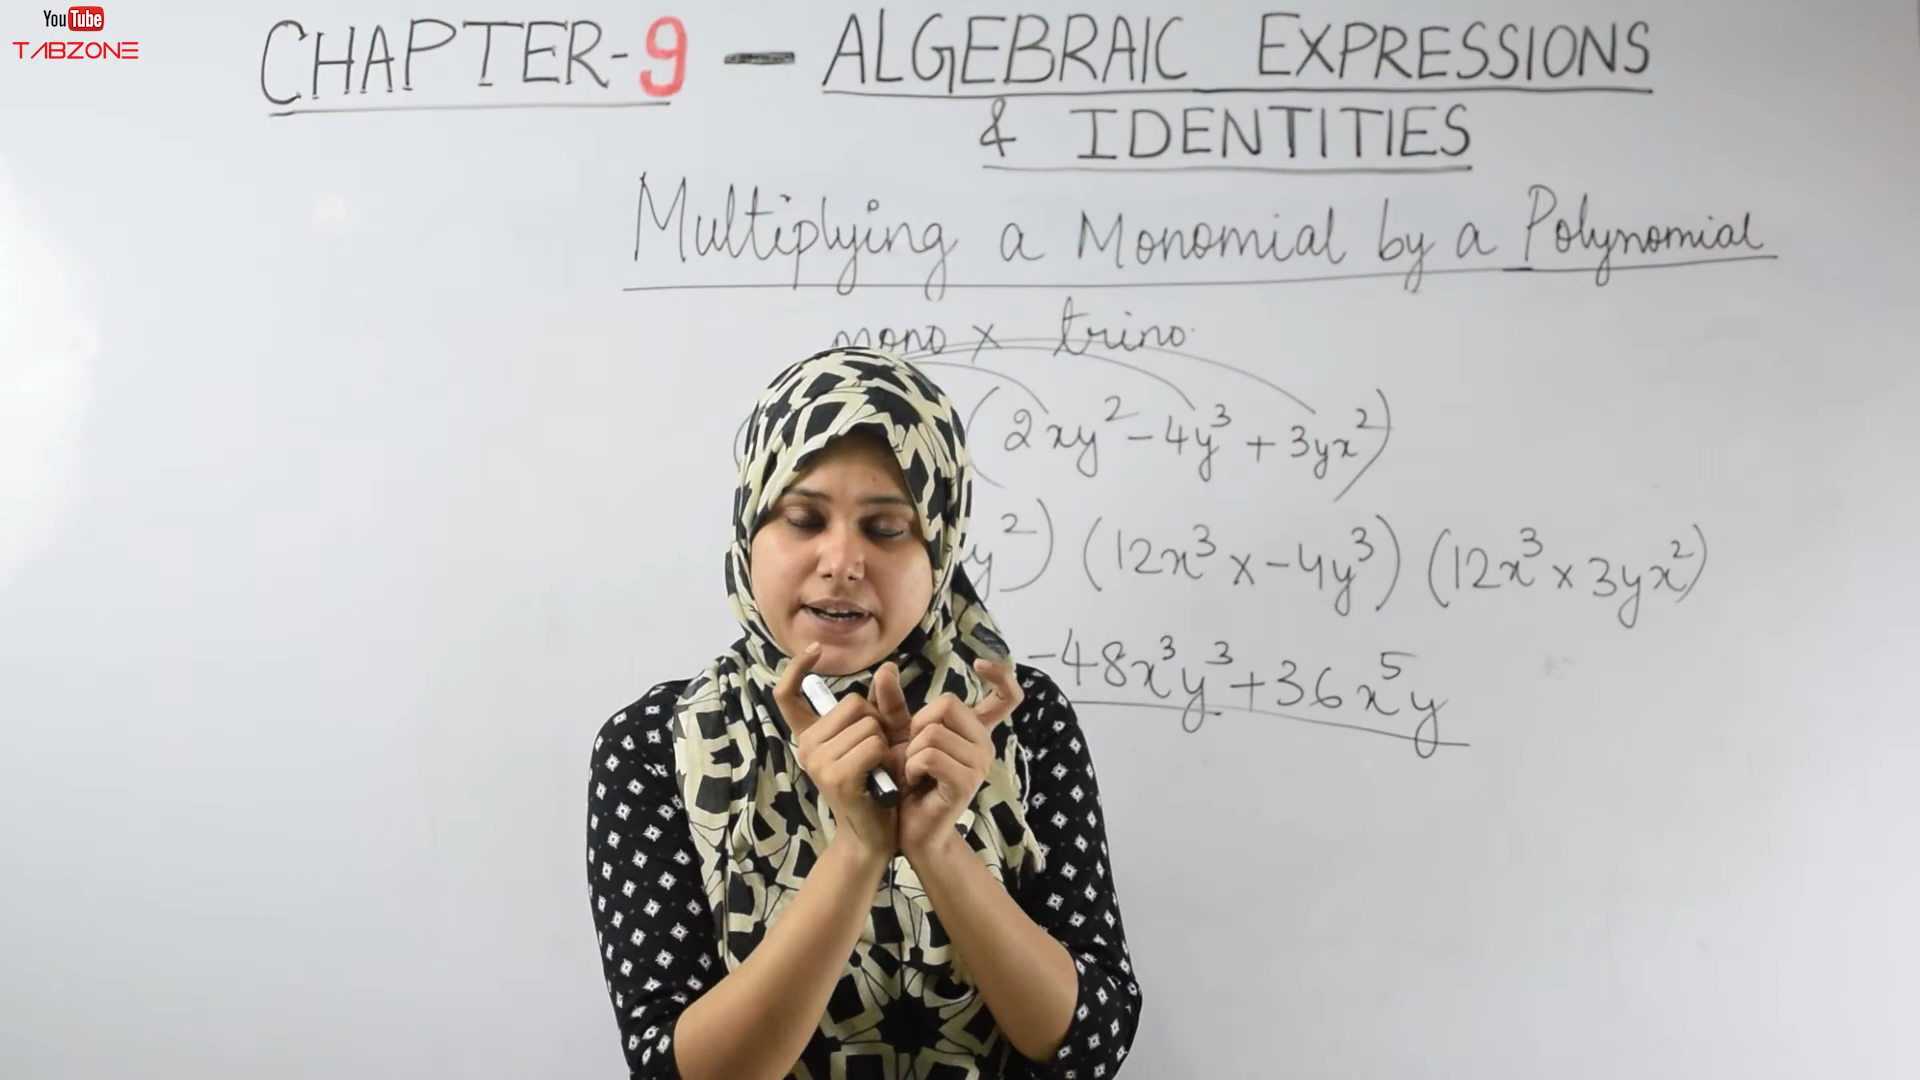 YouTube
TABZONE
CHAPTER-9 — ALGEBRAIC EXPRESSIONS
& IDENTITIES
Multiplying a Monomial by a Polynomial
mono × trino.
(2xy² - 4y³ + 3yx²)
y²) (12x³ × -4y³) (12x³ × 3yx²)
-48x³y³ + 36x⁵y